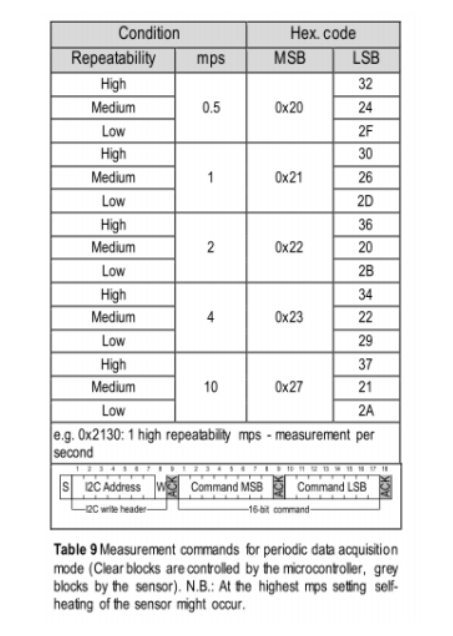 Condition Hex. code
Repeatability mps MSB LSB
High 32
Medium 0.5 0x20 24
Low 2F
High 30
Medium 1 0x21 26
Low 2D
High 36
Medium 2 0x22 20
Low 2B
High 34
Medium 4 0x23 22
Low 29
High 37
Medium 10 0x27 21
Low 2A
e.g. 0x2130: 1 high repeatability mps - measurement per
second
1 2 3 4 5 6 7 8 9 1 2 3 4 5 6 7 8 9 10 11 12 13 14 15 16 17 18
S I2C Address W ACK Command MSB ACK Command LSB ACK
I2C write header 16-bit command
Table 9 Measurement commands for periodic data acquisition
mode (Clear blocks are controlled by the microcontroller, grey
blocks by the sensor). N.B.: At the highest mps setting self-
heating of the sensor might occur.